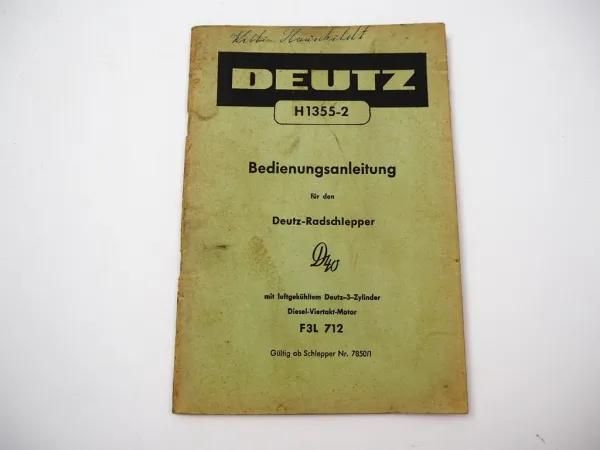 DEUTZ
H1355-2
Bedienungsanleitung
für den
Deutz-Radschlepper
D40
mit luftgekühltem Deutz-3-Zylinder
Diesel-Viertakt-Motor
F3L 712
Gültig ab Schlepper Nr. 7850/1